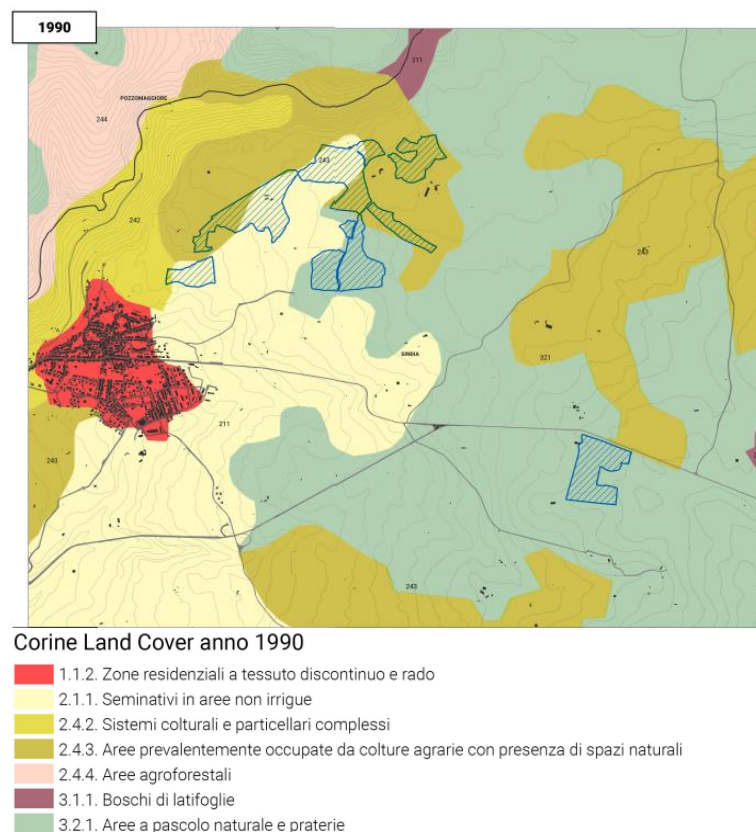 1990
311
POZZOMAGGIORE
244
243
242
243
321
SINDIA
211
243
243
Corine Land Cover anno 1990
1.1.2. Zone residenziali a tessuto discontinuo e rado
2.1.1. Seminativi in aree non irrigue
2.4.2. Sistemi colturali e particellari complessi
2.4.3. Aree prevalentemente occupate da colture agrarie con presenza di spazi naturali
2.4.4. Aree agroforestali
3.1.1. Boschi di latifoglie
3.2.1. Aree a pascolo naturale e praterie